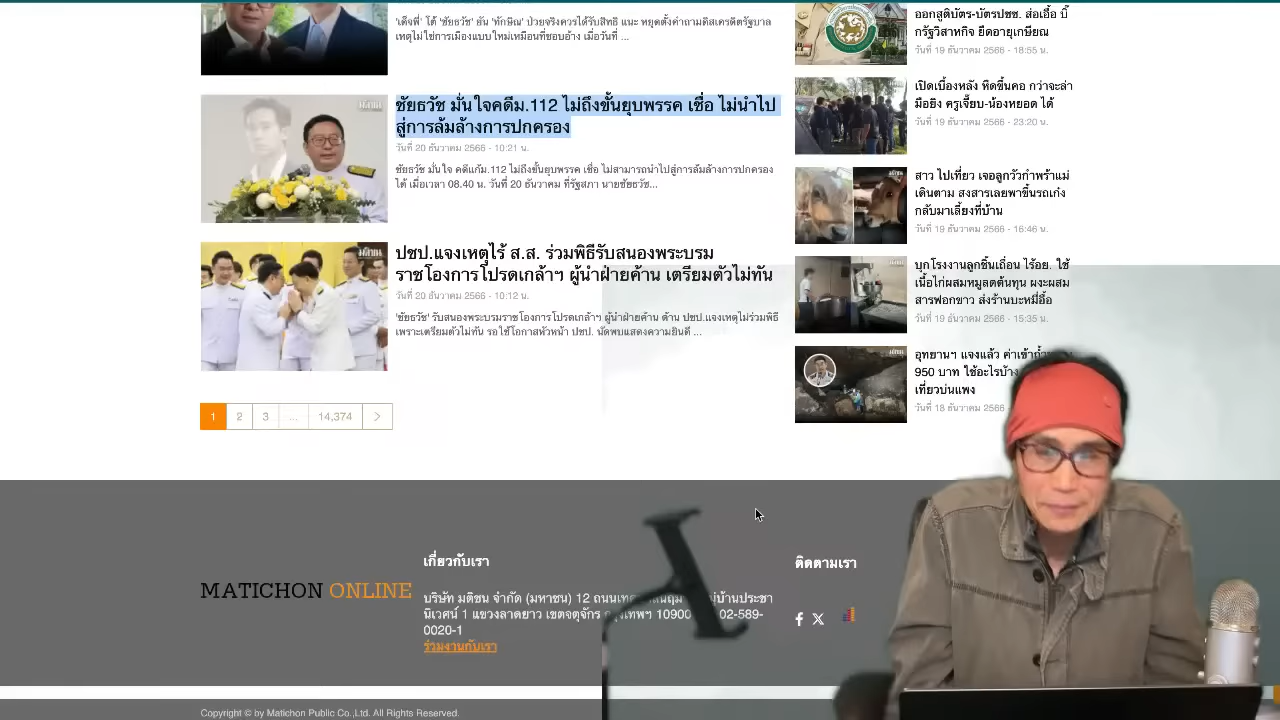 'เด็จพี่' โต้ 'ชัยธวัช' ยัน 'ทักษิณ' ป่วยจริงควรได้รับสิทธิ แนะ หยุดตั้งคำถามดิสเครดิตรัฐบาล
เหตุไม่ใช่การเมืองแบบใหม่เหมือนที่ชอบอ้าง เมื่อวันที่ ...
ชัยธวัช มั่นใจคดีม.112 ไม่ถึงขั้นยุบพรรค เชื่อ ไม่นำไป
สู่การล้มล้างการปกครอง
วันที่ 20 ธันวาคม 2566 - 10:21 น.
ชัยธวัช มั่นใจ คดีแก้ม.112 ไม่ถึงขั้นยุบพรรค เชื่อ ไม่สามารถนำไปสู่การล้มล้างการปกครอง
ได้ เมื่อเวลา 08.40 น. วันที่ 20 ธันวาคม ที่รัฐสภา นายชัยธวัช...
ปชป.แจงเหตุไร้ ส.ส. ร่วมพิธีรับสนองพระบรม
ราชโองการโปรดเกล้าฯ ผู้นำฝ่ายค้าน เตรียมตัวไม่ทัน
วันที่ 20 ธันวาคม 2566 - 10:12 น.
'ชัยธวัช' รับสนองพระบรมราชโองการโปรดเกล้าฯ ผู้นำฝ่ายค้าน ด้าน ปชป.แจงเหตุไม่ร่วมพิธี
เพราะเตรียมตัวไม่ทัน รอใช้โอกาสหัวหน้า ปชป. นัดพบแสดงความยินดี ...
1 2 3 ... 14,374 >
ออกสูติบัตร-บัตรปชช. ส่อเอื้อ บิ๊
กรัฐวิสาหกิจ ยืดอายุเกษียณ
วันที่ 19 ธันวาคม 2566 - 18:55 น.
เปิดเบื้องหลัง หืดขึ้นคอ กว่าจะล่า
มือยิง ครูเจี๊ยบ-น้องหยอด ได้
วันที่ 19 ธันวาคม 2566 - 23:20 น.
สาว ไปเที่ยว เจอลูกวัวกำพร้าแม่
เดินตาม สงสารเลยพาขึ้นรถเก๋ง
กลับมาเลี้ยงที่บ้าน
วันที่ 19 ธันวาคม 2566 - 16:46 น.
บุกโรงงานลูกชิ้นเถื่อน ไร้อย. ใช้
เนื้อไก่ผสมหมูลดต้นทุน ผงะผสม
สารฟอกขาว ส่งร้านบะหมี่อื้อ
วันที่ 19 ธันวาคม 2566 - 15:35 น.
อุทยานฯ แจงแล้ว ค่าเข้าถ้ำ
950 บาท ใช้อะไรบ้าง
เที่ยวบ่นแพง
วันที่ 18 ธันวาคม 2566 -
MATICHON ONLINE
เกี่ยวกับเรา
บริษัท มติชน จำกัด (มหาชน) 12 ถนนเท หมู่บ้านประชา
นิเวศน์ 1 แขวงลาดยาว เขตจตุจักร กรุงเทพฯ 10900 02-589-
0020-1
ร่วมงานกับเรา
ติดตามเรา
Copyright © by Matichon Public Co.,Ltd. All Rights Reserved.